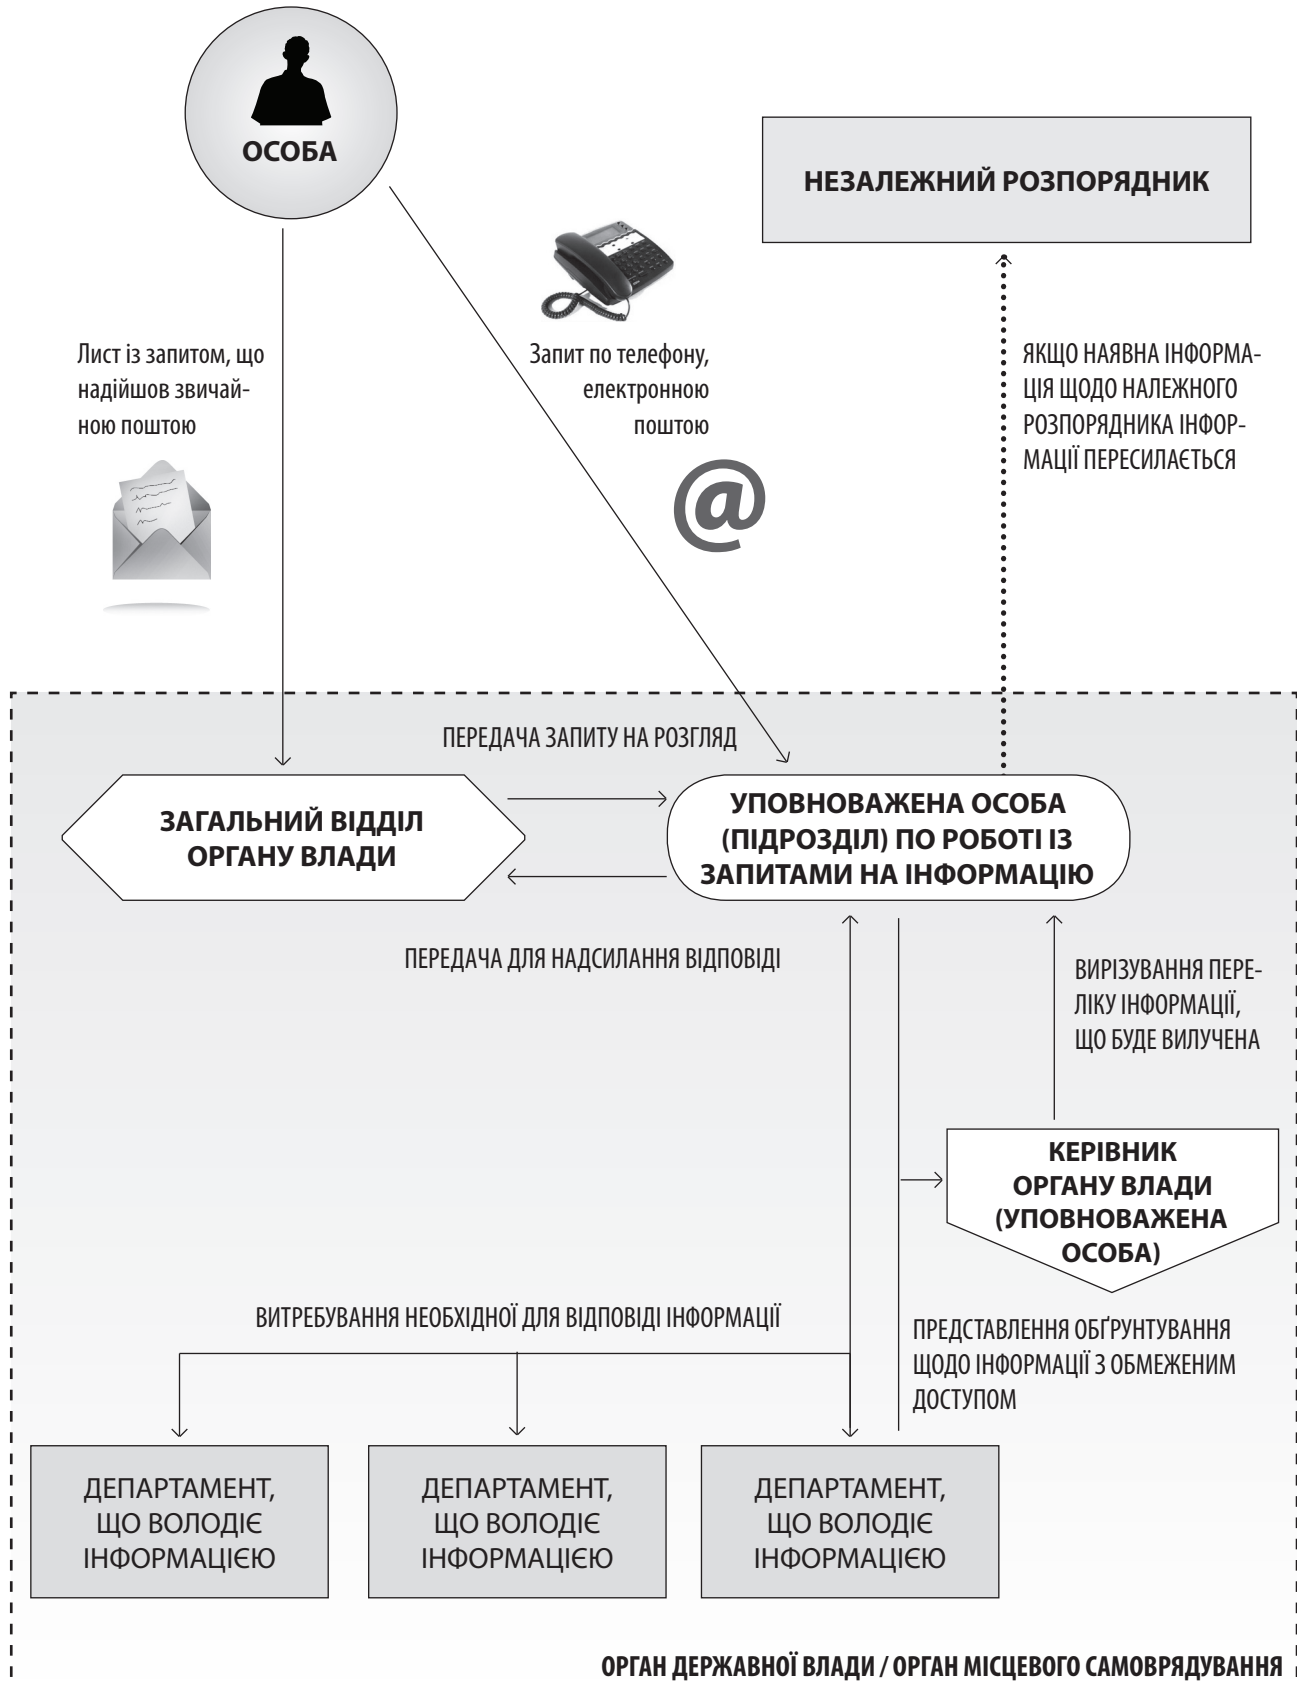 ОСОБА
НЕЗАЛЕЖНИЙ РОЗПОРЯДНИК
Лист із запитом, що
надійшов звичай-
ною поштою
Запит по телефону,
електронною
поштою
@
ЯКЩО НАЯВНА ІНФОРМА-
ЦІЯ ЩОДО НАЛЕЖНОГО
РОЗПОРЯДНИКА ІНФОР-
МАЦІЇ ПЕРЕСИЛАЄТЬСЯ
ПЕРЕДАЧА ЗАПИТУ НА РОЗГЛЯД
ЗАГАЛЬНИЙ ВІДДІЛ
ОРГАНУ ВЛАДИ
УПОВНОВАЖЕНА ОСОБА
(ПІДРОЗДІЛ) ПО РОБОТІ ІЗ
ЗАПИТАМИ НА ІНФОРМАЦІЮ
ПЕРЕДАЧА ДЛЯ НАДСИЛАННЯ ВІДПОВІДІ
ВИРІЗУВАННЯ ПЕРЕ-
ЛІКУ ІНФОРМАЦІЇ,
ЩО БУДЕ ВИЛУЧЕНА
КЕРІВНИК
ОРГАНУ ВЛАДИ
(УПОВНОВАЖЕНА
ОСОБА)
ВИТРЕБУВАННЯ НЕОБХІДНОЇ ДЛЯ ВІДПОВІДІ ІНФОРМАЦІЇ
ПРЕДСТАВЛЕННЯ ОБҐРУНТУВАННЯ
ЩОДО ІНФОРМАЦІЇ З ОБМЕЖЕНИМ
ДОСТУПОМ
ДЕПАРТАМЕНТ,
ЩО ВОЛОДІЄ
ІНФОРМАЦІЄЮ
ДЕПАРТАМЕНТ,
ЩО ВОЛОДІЄ
ІНФОРМАЦІЄЮ
ДЕПАРТАМЕНТ,
ЩО ВОЛОДІЄ
ІНФОРМАЦІЄЮ
ОРГАН ДЕРЖАВНОЇ ВЛАДИ / ОРГАН МІСЦЕВОГО САМОВРЯДУВАННЯ